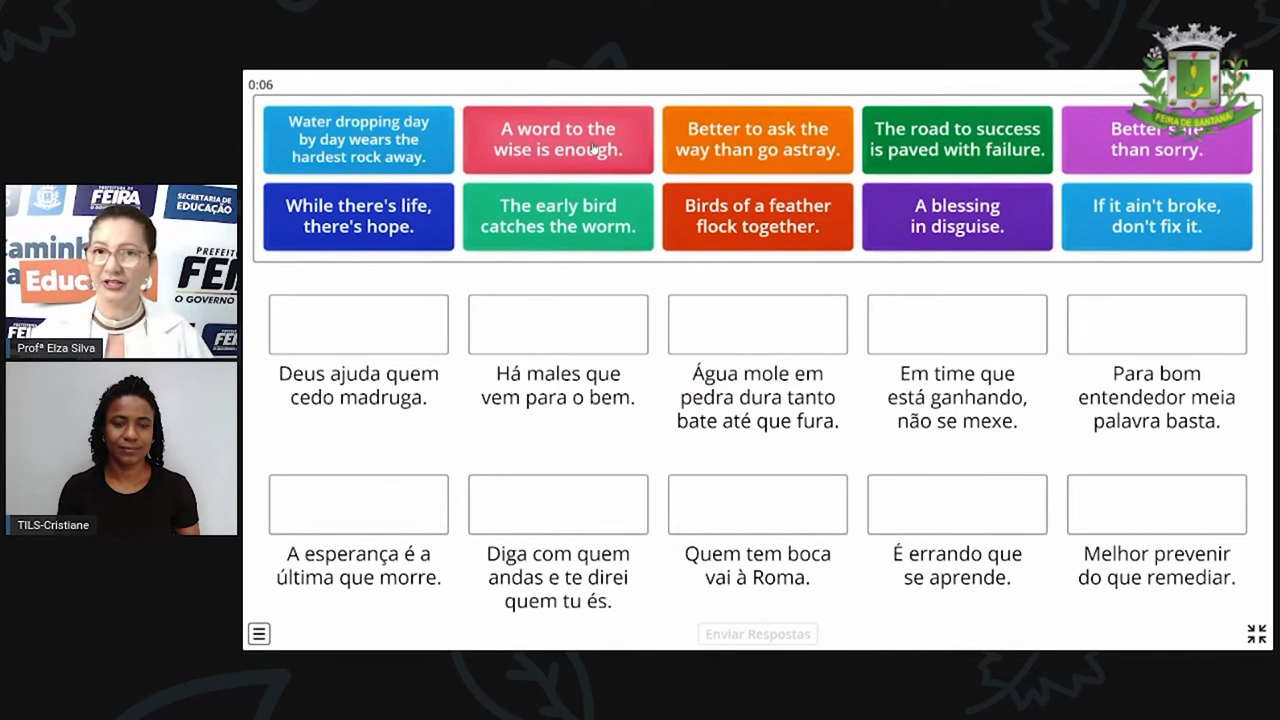 0:06
Water dropping day
by day wears the
hardest rock away.
A word to the
wise is enough.
Better to ask the
way than go astray.
The road to success
is paved with failure.
Better
than sorry.
While there's life,
there's hope.
The early bird
catches the worm.
Birds of a feather
flock together.
A blessing
in disguise.
If it ain't broke,
don't fix it.
Deus ajuda quem
cedo madruga.
Há males que
vem para o bem.
Água mole em
pedra dura tanto
bate até que fura.
Em time que
está ganhando,
não se mexe.
Para bom
entendedor meia
palavra basta.
A esperança é a
última que morre.
Diga com quem
andas e te direi
quem tu és.
Quem tem boca
vai à Roma.
É errando que
se aprende.
Melhor prevenir
do que remediar.
Enviar Respostas
FEIRA DE SANTANA
PREFEITURA DE
FEIRA
SECRETARIA DE
EDUCAÇÃO
PREFEIT
FEI
O GOVERNO
Profª Elza Silva
TILS-Cristiane